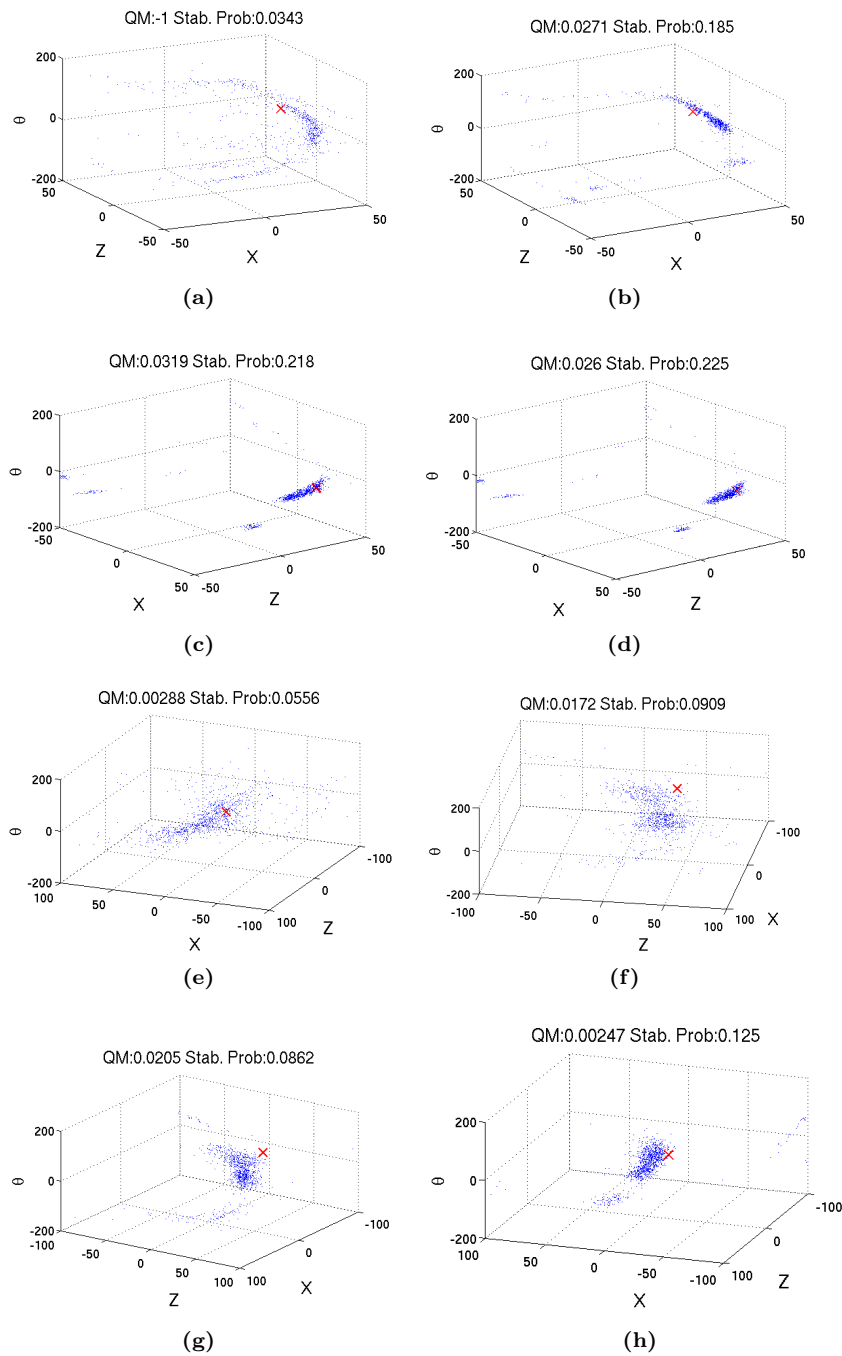 QM:-1 Stab. Prob:0.0343
200
0
-200
θ
50
0
-50
Z
-50
0
50
X
(a)
QM:0.0271 Stab. Prob:0.185
200
0
-200
θ
50
0
-50
Z
-50
0
50
X
(b)
QM:0.0319 Stab. Prob:0.218
200
0
-200
θ
-50
0
50
X
-50
0
50
Z
(c)
QM:0.026 Stab. Prob:0.225
200
0
-200
θ
-50
0
50
X
-50
0
50
Z
(d)
QM:0.00288 Stab. Prob:0.0556
200
0
-200
θ
100
50
0
-50
-100
X
100
0
-100
Z
(e)
QM:0.0172 Stab. Prob:0.0909
200
0
-200
θ
-100
-50
0
50
100
Z
100
0
-100
X
(f)
QM:0.0205 Stab. Prob:0.0862
200
0
-200
θ
-100
-50
0
50
100
Z
100
0
-100
X
(g)
QM:0.00247 Stab. Prob:0.125
200
0
-200
θ
100
50
0
-50
-100
X
100
0
-100
Z
(h)